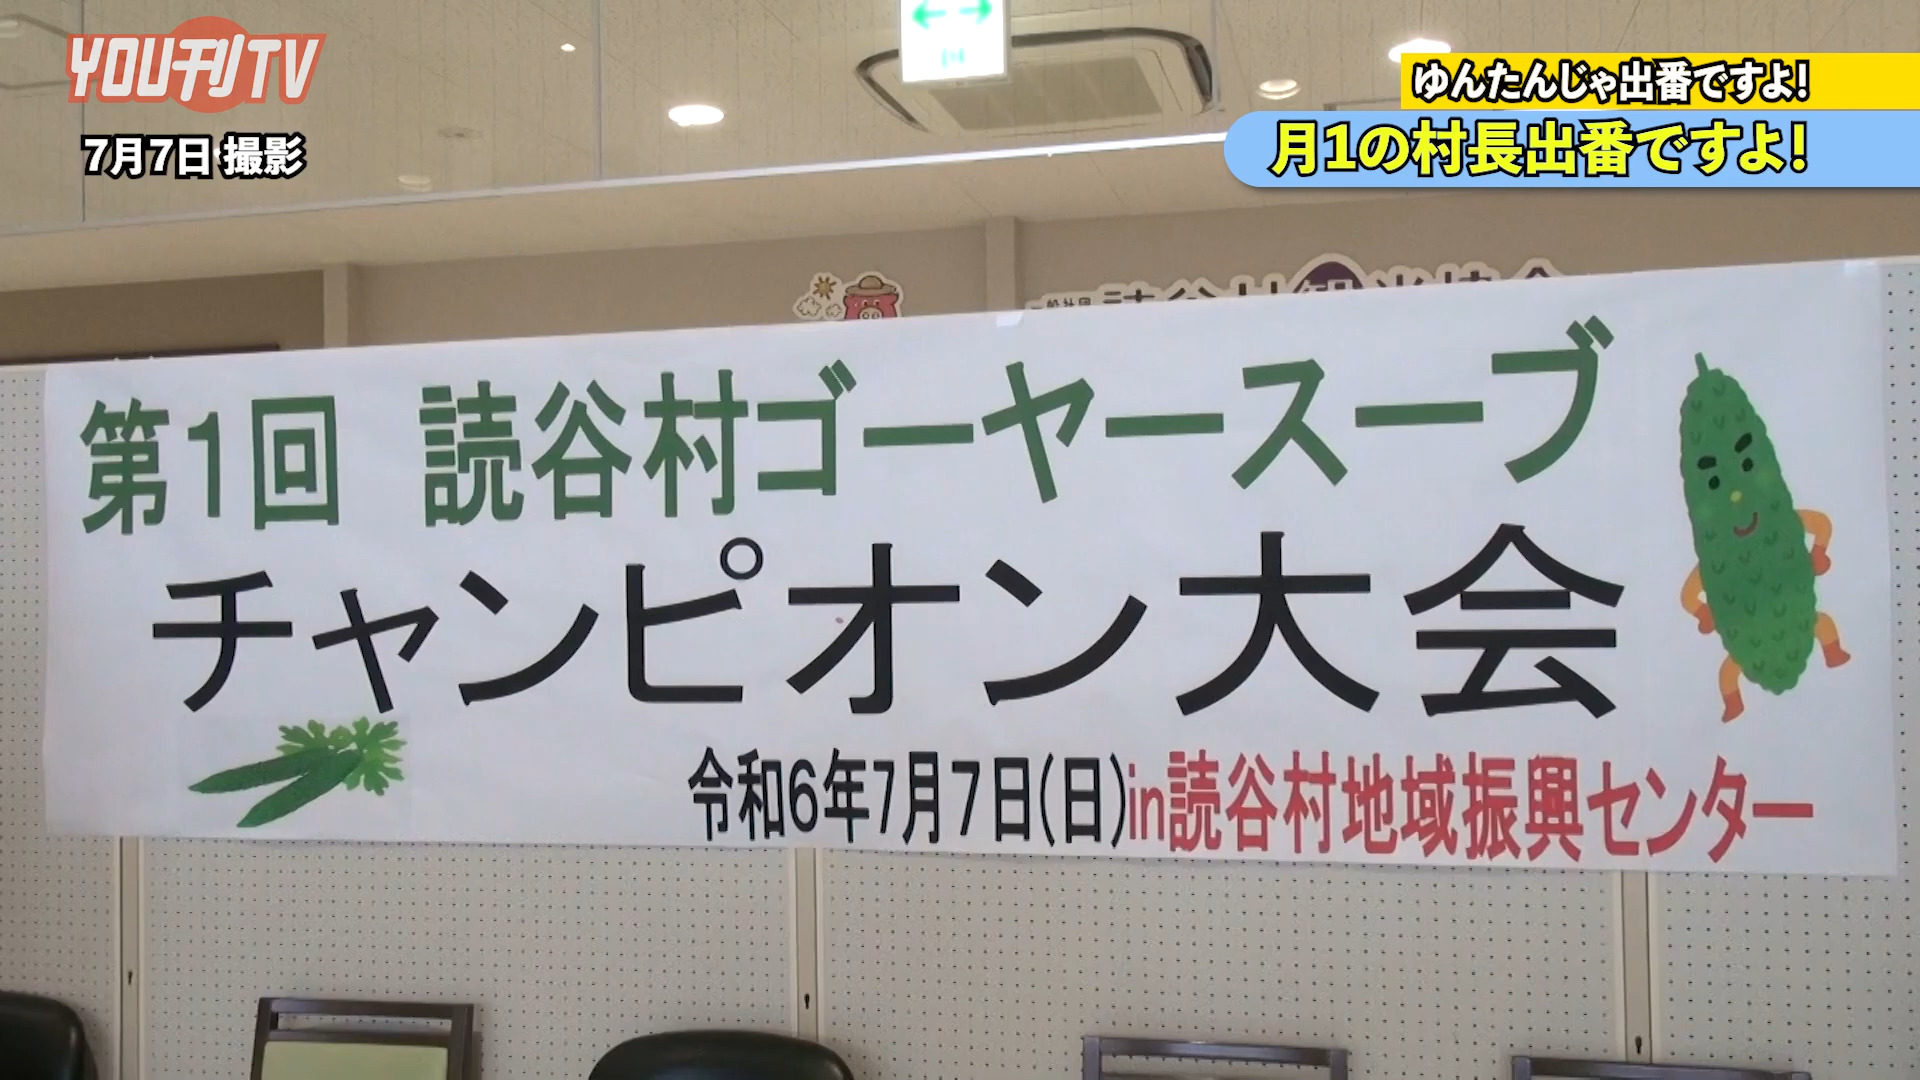 YOU刊TV
7月7日 撮影
ゆんたんじゃ出番ですよ!
月1の村長出番ですよ!
第1回 読谷村ゴーヤースーブ
チャンピオン大会
令和6年7月7日(日)in読谷村地域振興センター